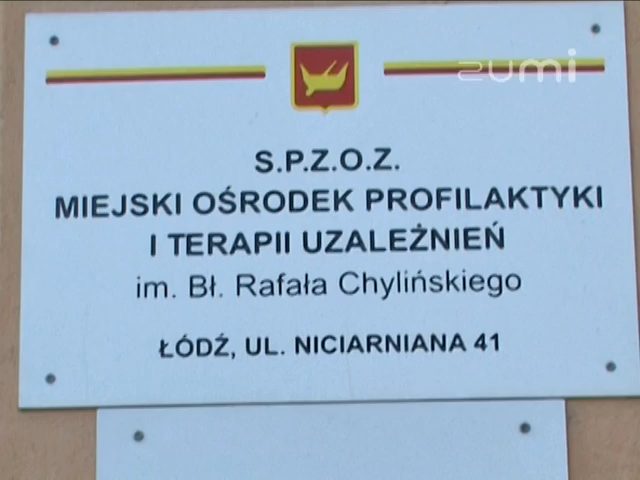 zumi
S.P.Z.O.Z.
MIEJSKI OŚRODEK PROFILAKTYKI
I TERAPII UZALEŻNIEŃ
im. Bł. Rafała Chylińskiego
ŁÓDŹ, UL. NICIARNIANA 41